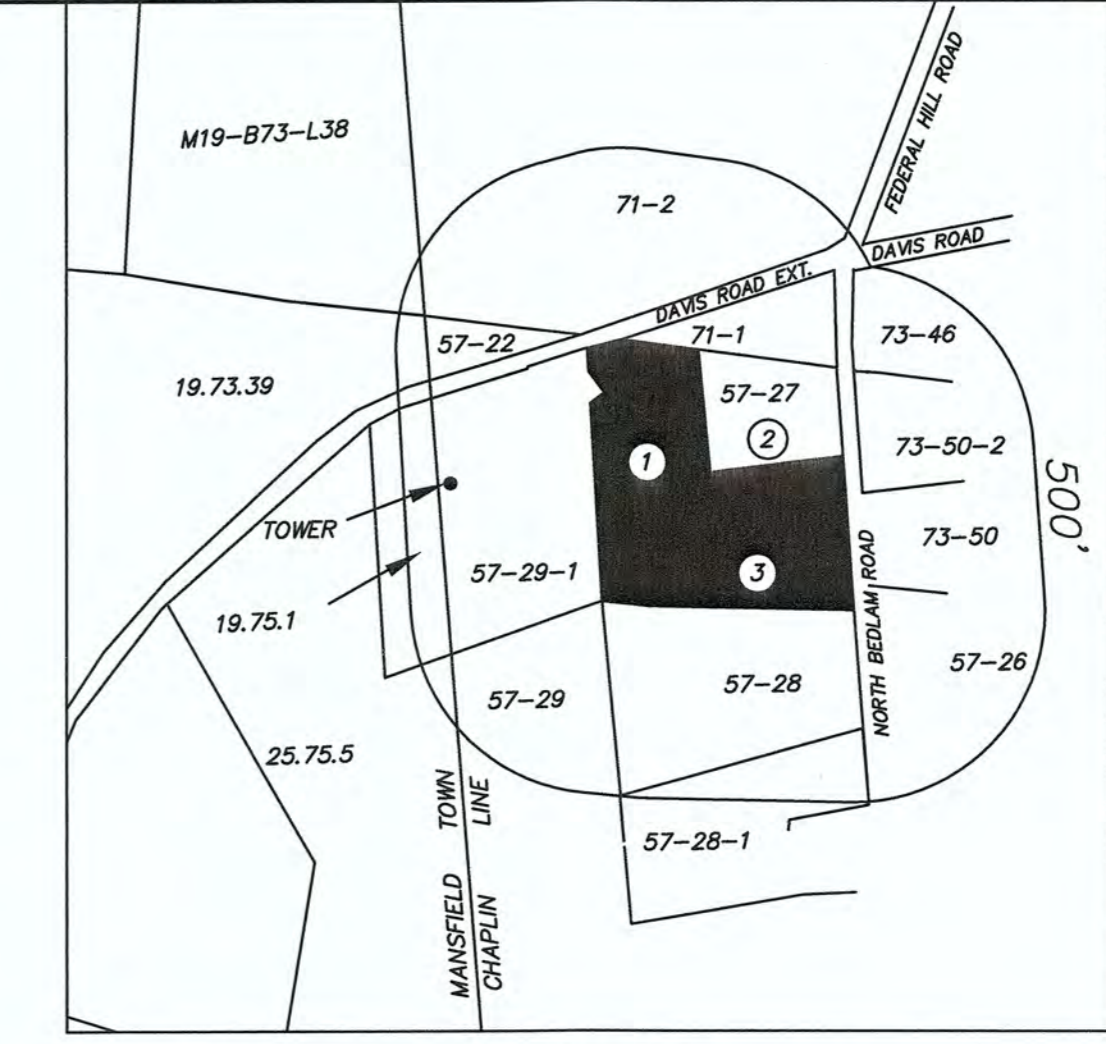 M19-B73-L38
71-2
FEDERAL HILL ROAD
DAVIS ROAD
DAVIS ROAD EXT.
57-22
71-1
73-46
19.73.39
57-27
2
73-50-2
1
500'
TOWER
73-50
57-29-1
3
19.75.1
NORTH BEDLAM ROAD
57-26
57-28
57-29
25.75.5
MANSFIELD TOWN
CHAPLIN LINE
57-28-1